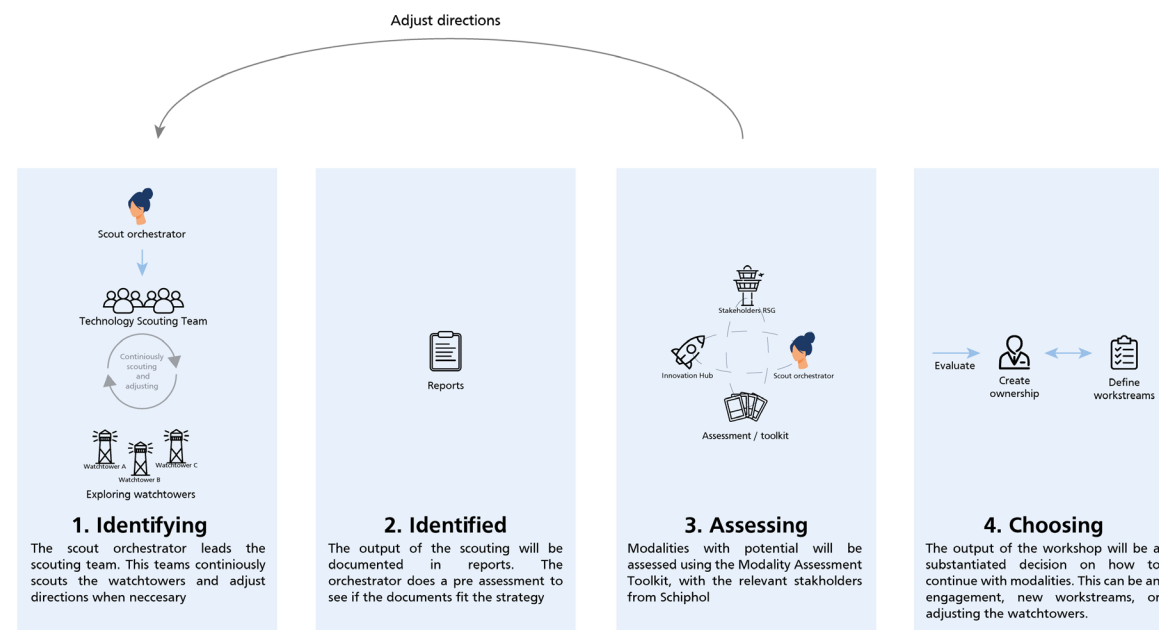 Adjust directions
Scout orchestrator
Technology Scouting Team
Continiously
scouting
and
adjusting
Watchtower A
Watchtower C
Watchtower B
Exploring watchtowers
1. Identifying
The scout orchestrator leads the
scouting team. This teams continiously
scouts the watchtowers and adjust
directions when neccesary
Reports
2. Identified
The output of the scouting will be
documented in reports. The
orchestrator does a pre assessment to
see if the documents fit the strategy
Stakeholders RSG
Innovation Hub
Scout orchestrator
Assessment / toolkit
3. Assessing
Modalities with potential will be
assessed using the Modality Assessment
Toolkit, with the relevant stakholders
from Schiphol
Evaluate
Create
ownership
Define
workstreams
4. Choosing
The output of the workshop will be a
substantiated decision on how to
continue with modalities. This can be an
engagement, new workstreams, or
adjusting the watchtowers.